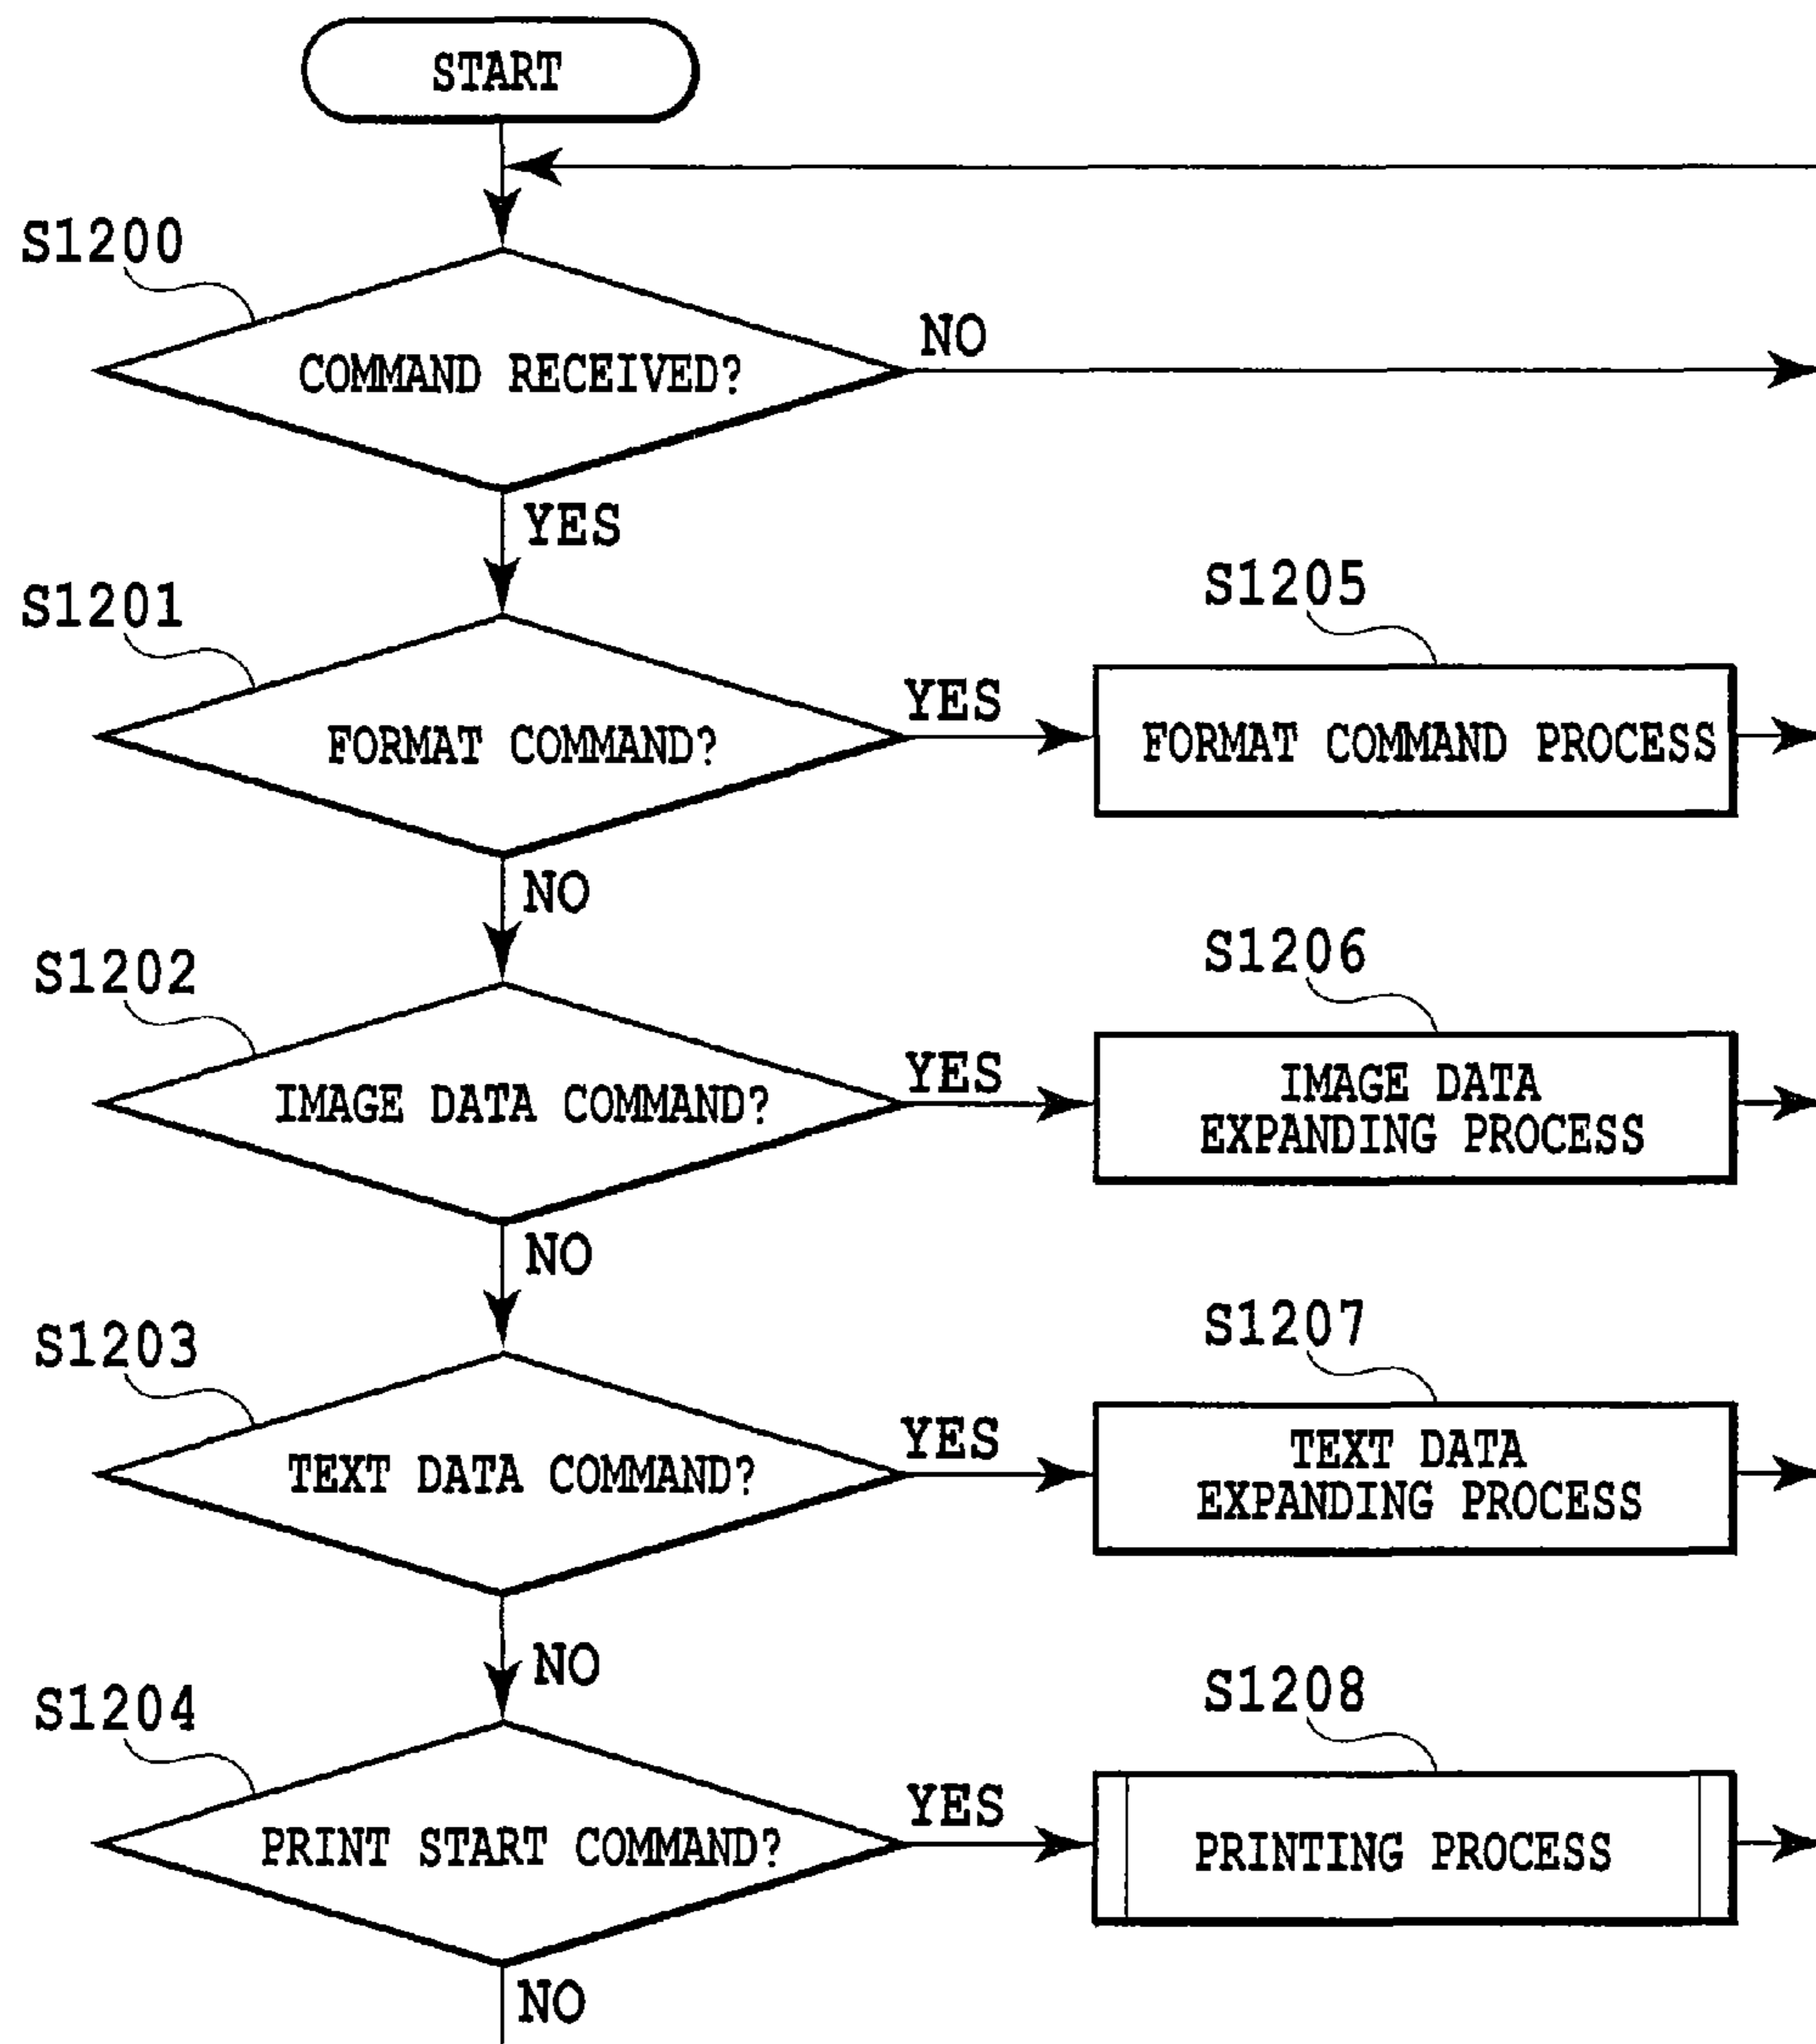 START
S1200
COMMAND RECEIVED?
NO
YES
S1201
FORMAT COMMAND?
YES
S1205
FORMAT COMMAND PROCESS
NO
S1202
IMAGE DATA COMMAND?
YES
S1206
IMAGE DATA
EXPANDING PROCESS
NO
S1203
TEXT DATA COMMAND?
YES
S1207
TEXT DATA
EXPANDING PROCESS
NO
S1204
PRINT START COMMAND?
YES
S1208
PRINTING PROCESS
NO